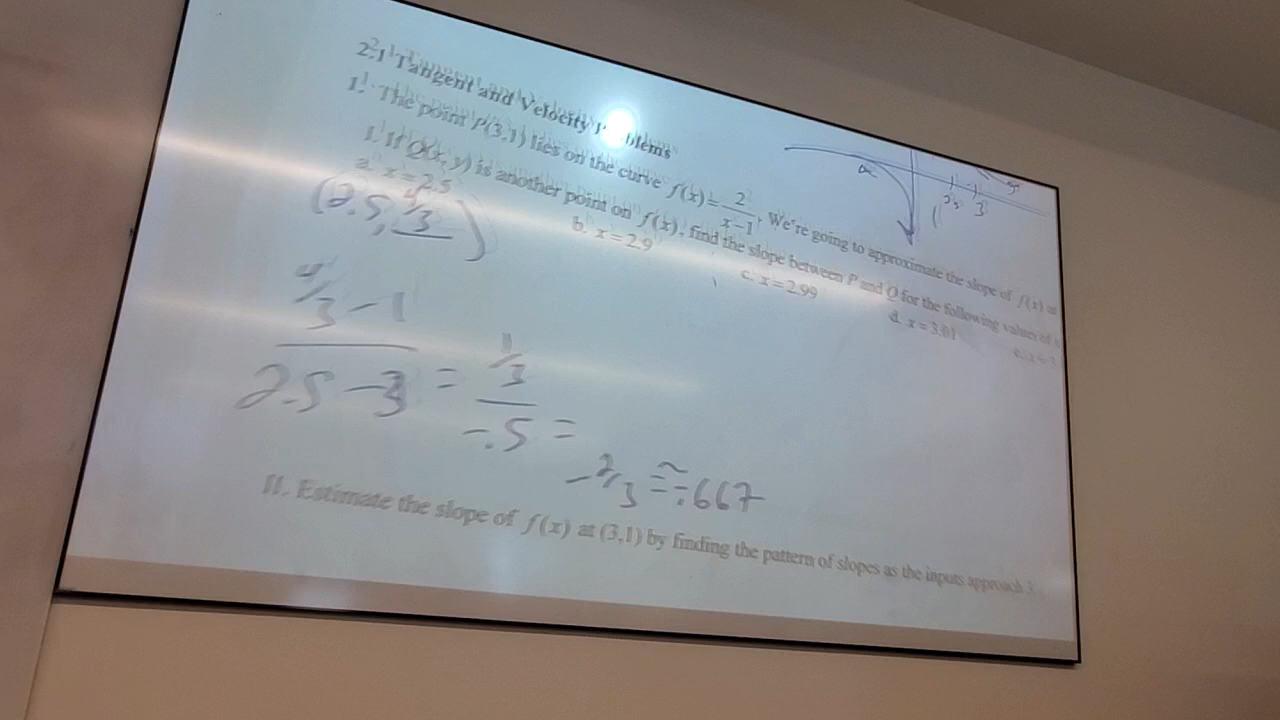 2.1 Tangent and Velocity Problems
1. The point P(3,1) lies on the curve f(x) = 2/(x-1). We're going to approximate the slope of f(x) at
I. If Q(x, y) is another point on f(x), find the slope between P and Q for the following values of x
a. x = 2.5 b. x = 2.9 c. x = 2.99 d. x = 3.01
(2.5, 4/3)
2.5 3
(4/3 - 1)/(2.5 - 3) = (1/3)/(-.5) =
-2/3 ≅ -.667
II. Estimate the slope of f(x) at (3,1) by finding the pattern of slopes as the inputs approach 3.